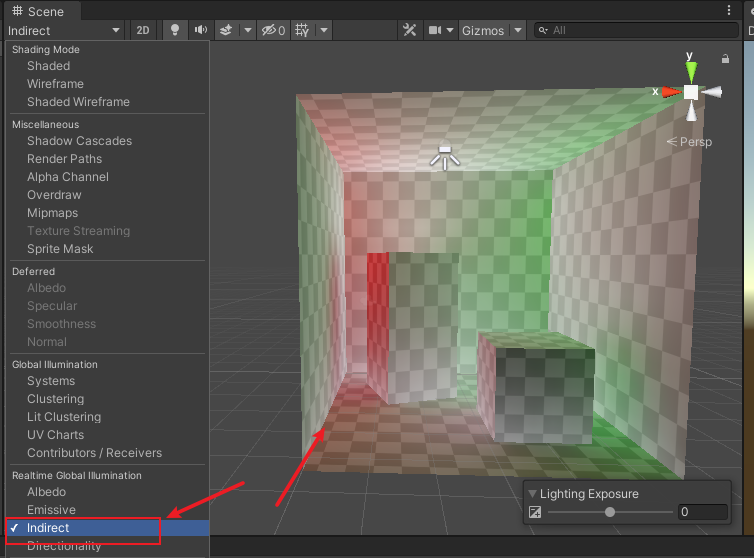 Scene
Indirect
2D
0
Gizmos
All
Shading Mode
Shaded
Wireframe
Shaded Wireframe
Miscellaneous
Shadow Cascades
Render Paths
Alpha Channel
Overdraw
Mipmaps
Texture Streaming
Sprite Mask
Deferred
Albedo
Specular
Smoothness
Normal
Global Illumination
Systems
Clustering
Lit Clustering
UV Charts
Contributors / Receivers
Realtime Global Illumination
Albedo
Emissive
Indirect
Directionality
y
x
Persp
Lighting Exposure
0
D